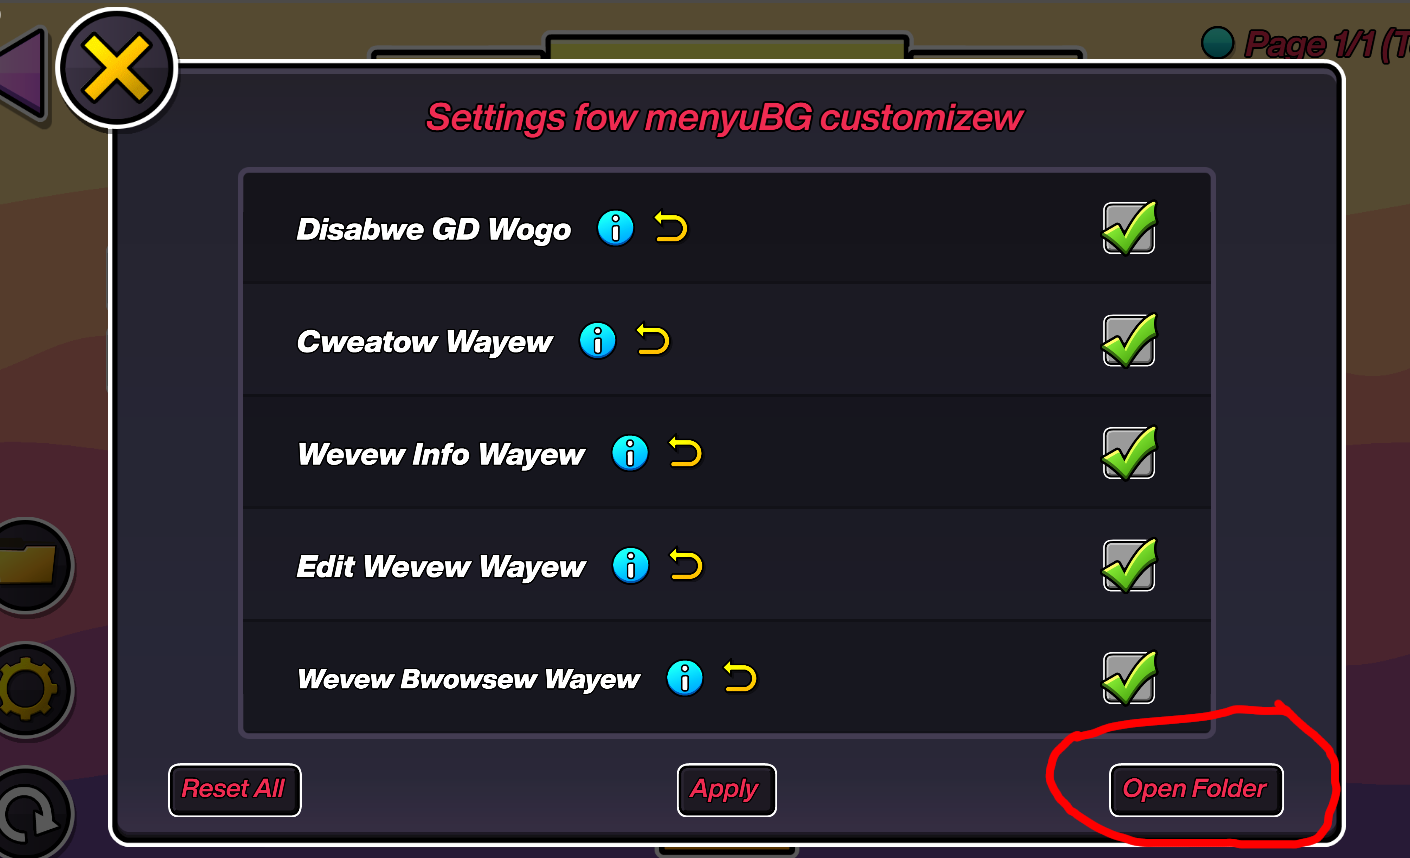 Page 1/1 (T
Settings fow menyuBG customizew
Disabwe GD Wogo
Cweatow Wayew
Wevew Info Wayew
Edit Wevew Wayew
Wevew Bwowsew Wayew
Reset All
Apply
Open Folder